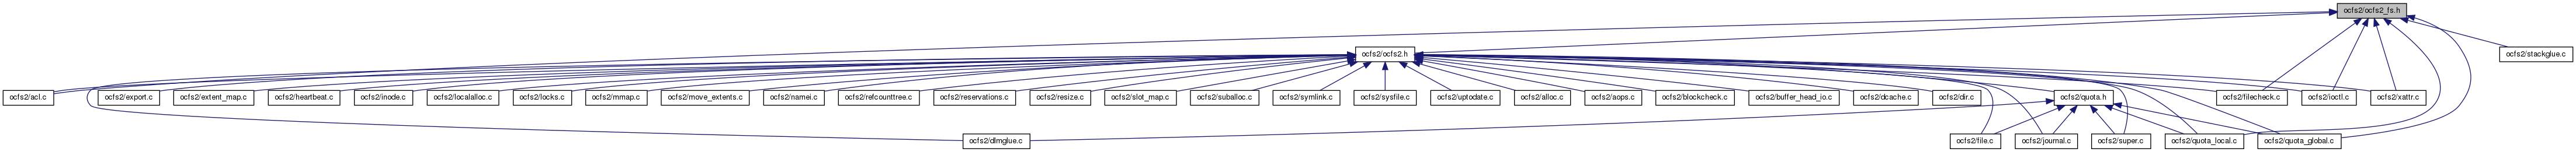 ocfs2/ocfs2_fs.h
ocfs2/ocfs2.h
ocfs2/stackglue.c
ocfs2/acl.c
ocfs2/export.c
ocfs2/extent_map.c
ocfs2/heartbeat.c
ocfs2/inode.c
ocfs2/localalloc.c
ocfs2/locks.c
ocfs2/mmap.c
ocfs2/move_extents.c
ocfs2/namei.c
ocfs2/refcounttree.c
ocfs2/reservations.c
ocfs2/resize.c
ocfs2/slot_map.c
ocfs2/suballoc.c
ocfs2/symlink.c
ocfs2/sysfile.c
ocfs2/uptodate.c
ocfs2/alloc.c
ocfs2/aops.c
ocfs2/blockcheck.c
ocfs2/buffer_head_io.c
ocfs2/dcache.c
ocfs2/dir.c
ocfs2/quota.h
ocfs2/filecheck.c
ocfs2/ioctl.c
ocfs2/xattr.c
ocfs2/dlmglue.c
ocfs2/file.c
ocfs2/journal.c
ocfs2/super.c
ocfs2/quota_local.c
ocfs2/quota_global.c